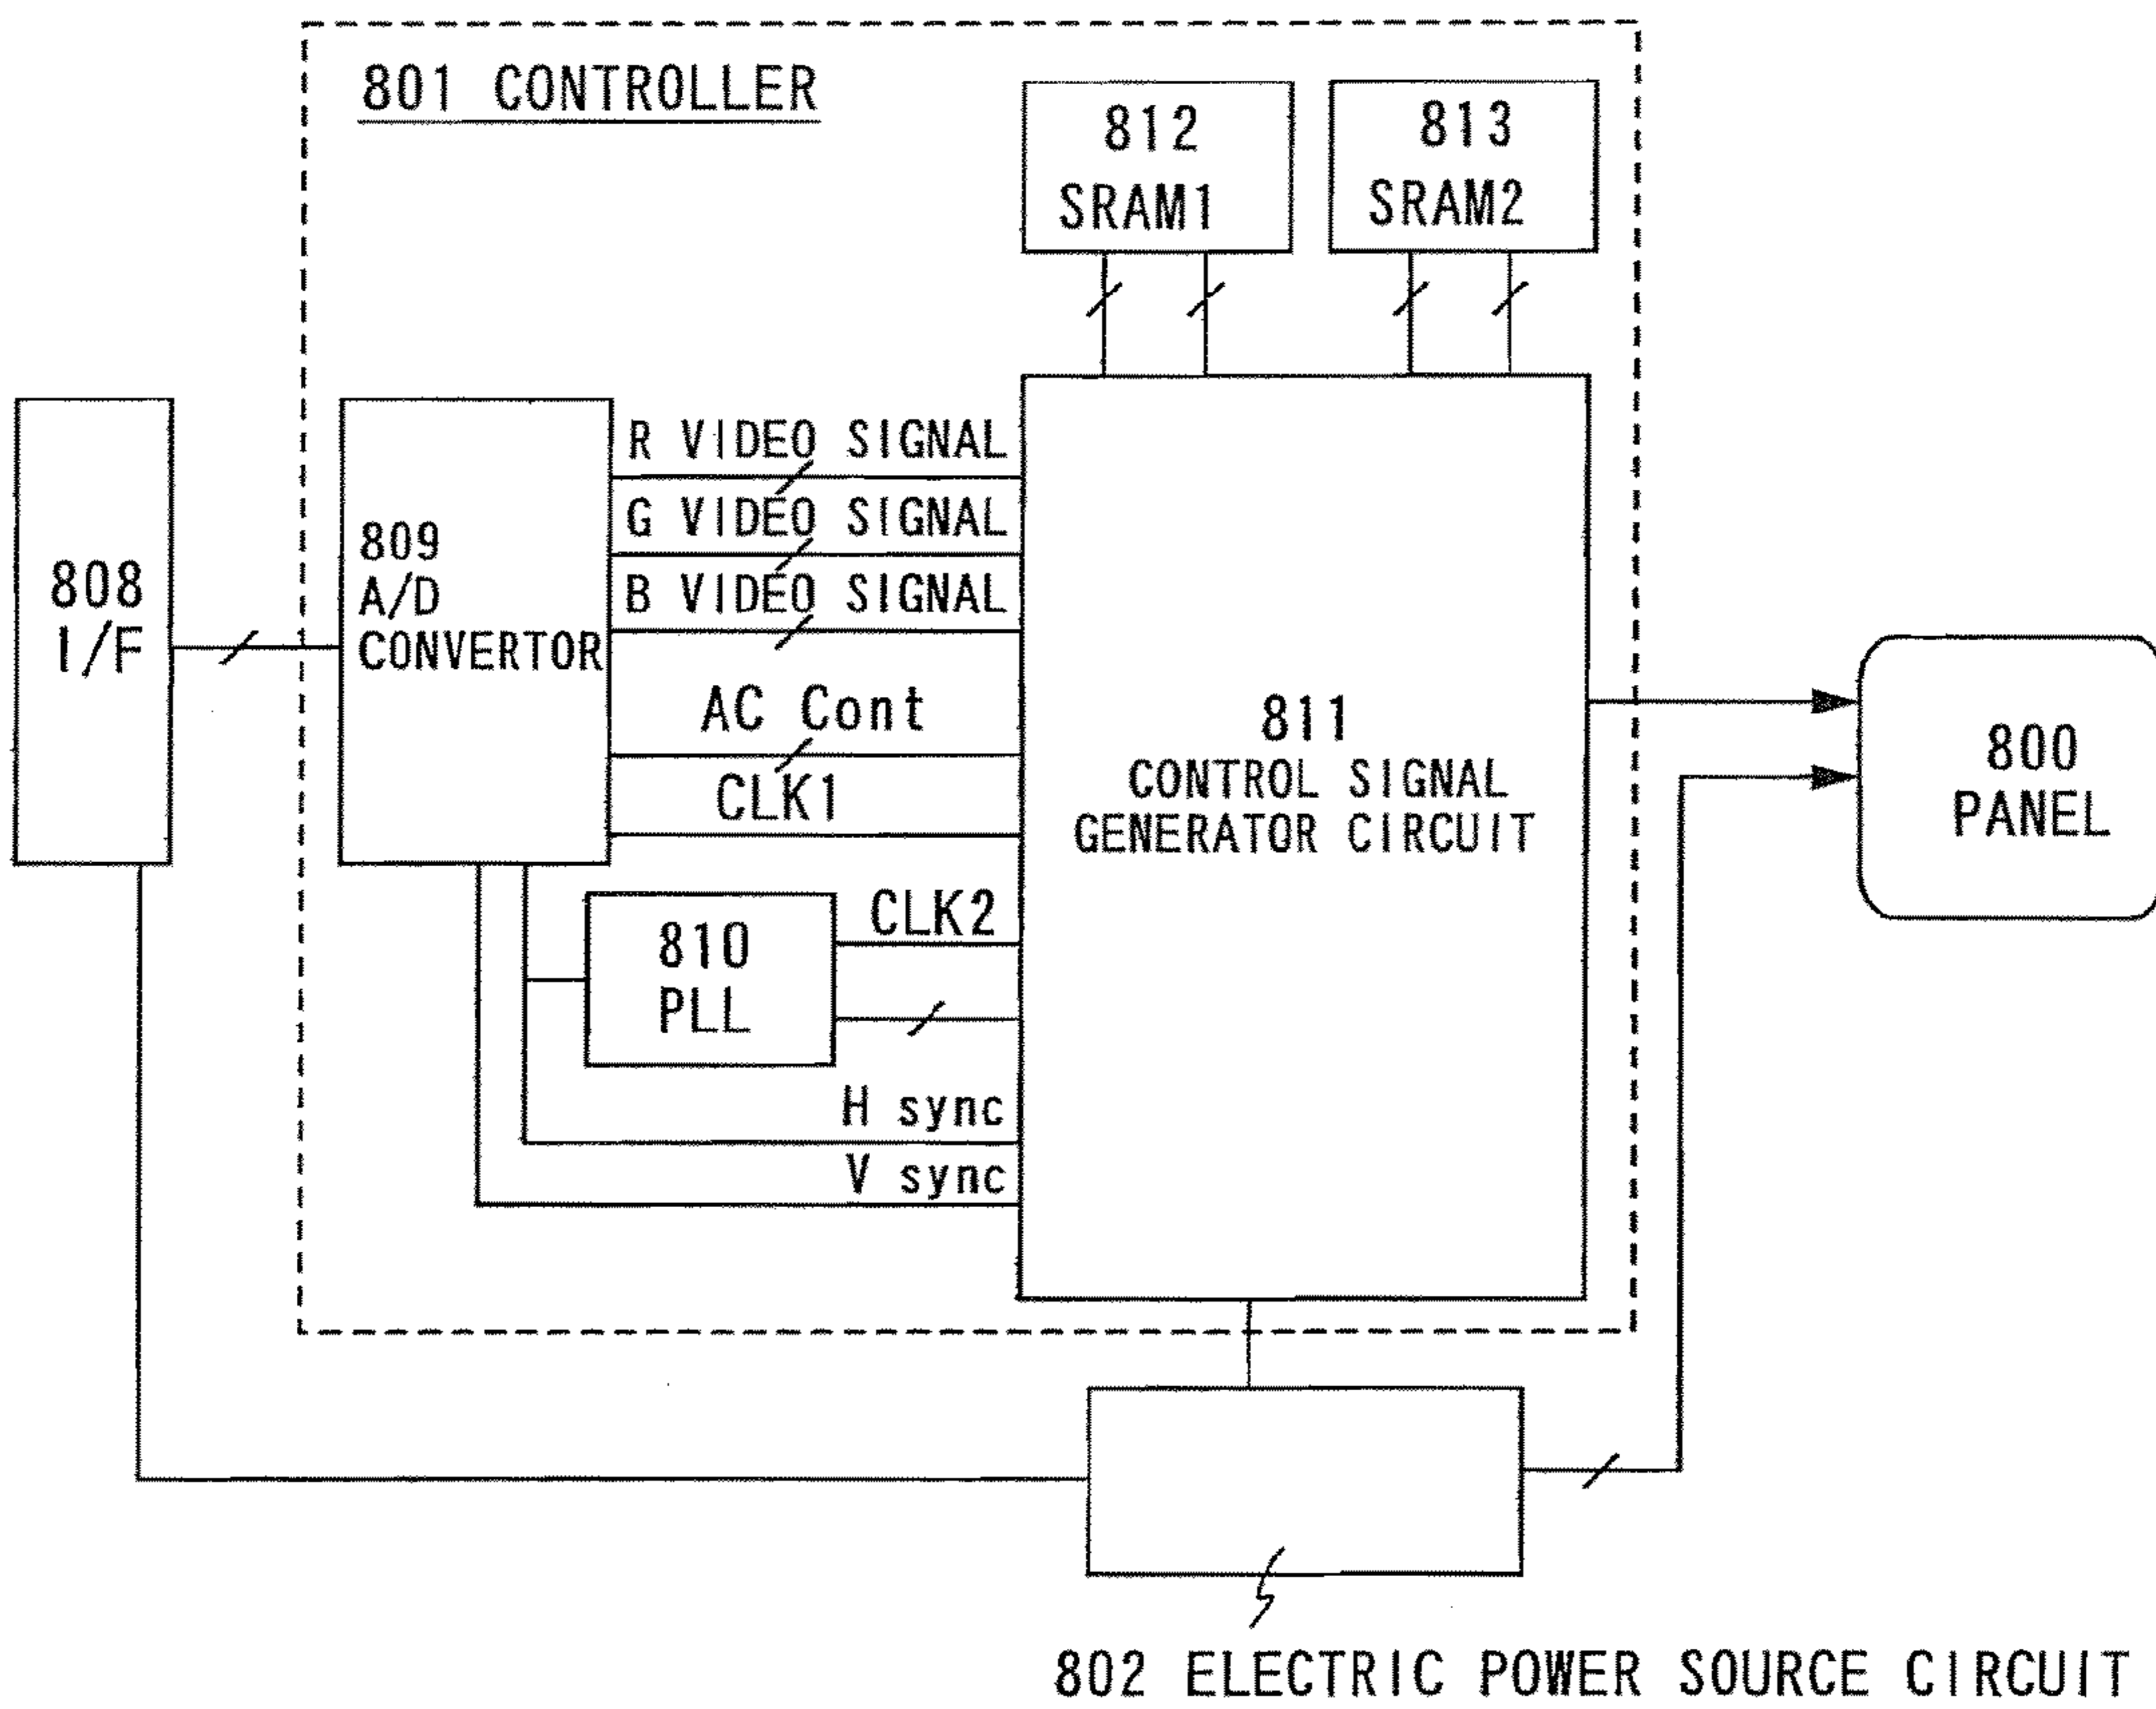 801 CONTROLLER
812
SRAM1
813
SRAM2
808
I/F
809
A/D
CONVERTOR
R VIDEO SIGNAL
G VIDEO SIGNAL
B VIDEO SIGNAL
AC Cont
CLK1
810
PLL
CLK2
H sync
V sync
811
CONTROL SIGNAL
GENERATOR CIRCUIT
800
PANEL
802 ELECTRIC POWER SOURCE CIRCUIT